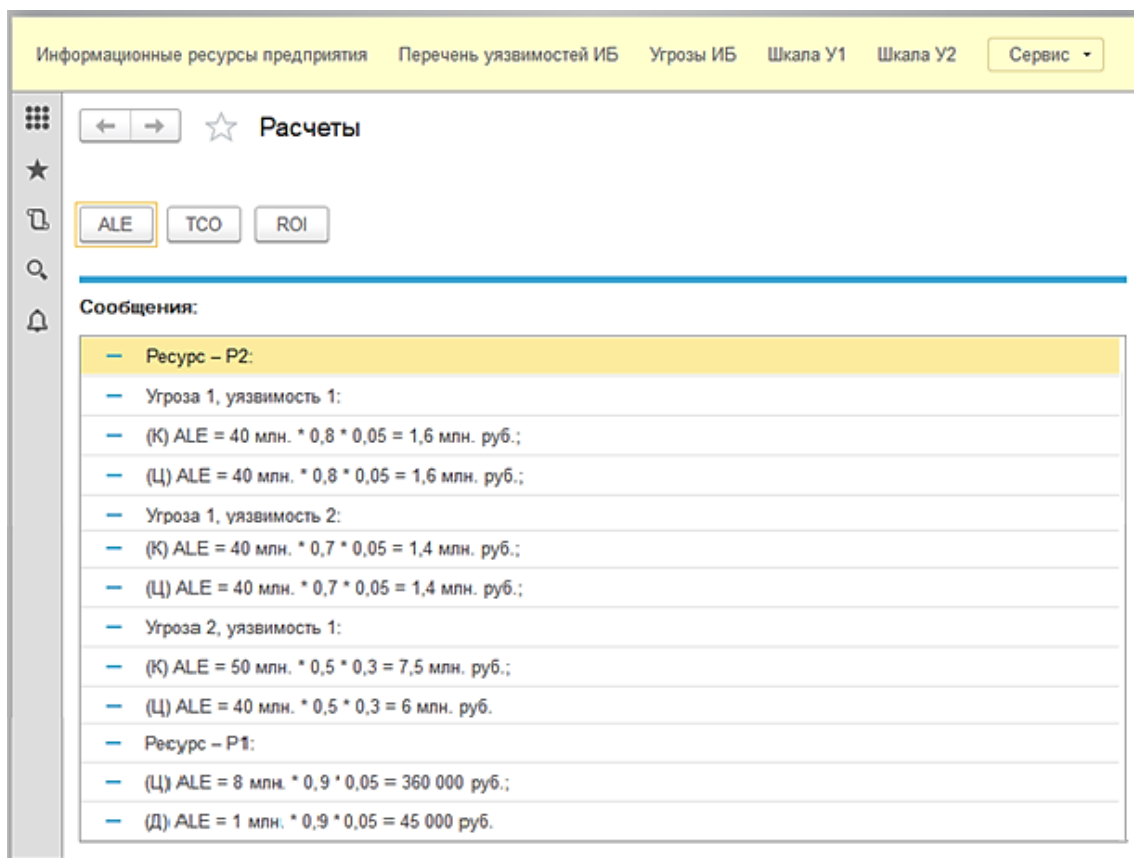 Информационные ресурсы предприятия Перечень уязвимостей ИБ Угрозы ИБ Шкала У1 Шкала У2 Сервис
Расчеты
ALE TCO ROI
Сообщения:
Ресурс – Р2:
Угроза 1, уязвимость 1:
(К) ALE = 40 млн. * 0,8 * 0,05 = 1,6 млн. руб.;
(Ц) ALE = 40 млн. * 0,8 * 0,05 = 1,6 млн. руб.;
Угроза 1, уязвимость 2:
(К) ALE = 40 млн. * 0,7 * 0,05 = 1,4 млн. руб.;
(Ц) ALE = 40 млн. * 0,7 * 0,05 = 1,4 млн. руб.;
Угроза 2, уязвимость 1:
(К) ALE = 50 млн. * 0,5 * 0,3 = 7,5 млн. руб.;
(Ц) ALE = 40 млн. * 0,5 * 0,3 = 6 млн. руб.
Ресурс – Р1:
(Ц) ALE = 8 млн. * 0,9 * 0,05 = 360 000 руб.;
(Д) ALE = 1 млн. * 0,9 * 0,05 = 45 000 руб.